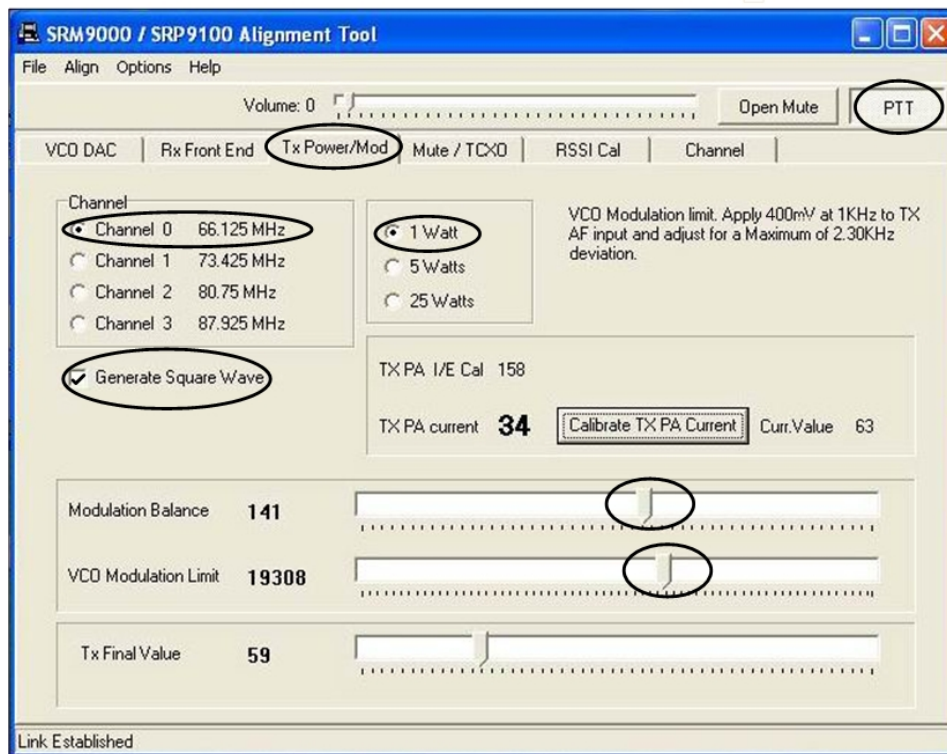 SRM9000 / SRP9100 Alignment Tool
File Align Options Help
Volume: 0 Open Mute PTT
VCO DAC Rx Front End Tx Power/Mod Mute / TCXO RSSI Cal Channel
Channel
Channel 0 66.125 MHz
Channel 1 73.425 MHz
Channel 2 80.75 MHz
Channel 3 87.925 MHz
Generate Square Wave
1 Watt
5 Watts
25 Watts
VCO Modulation limit. Apply 400mV at 1KHz to TX
AF input and adjust for a Maximum of 2.30KHz
deviation.
TX PA I/E Cal 158
TX PA current 34 Calibrate TX PA Current Curr.Value 63
Modulation Balance 141
VCO Modulation Limit 19308
Tx Final Value 59
Link Established